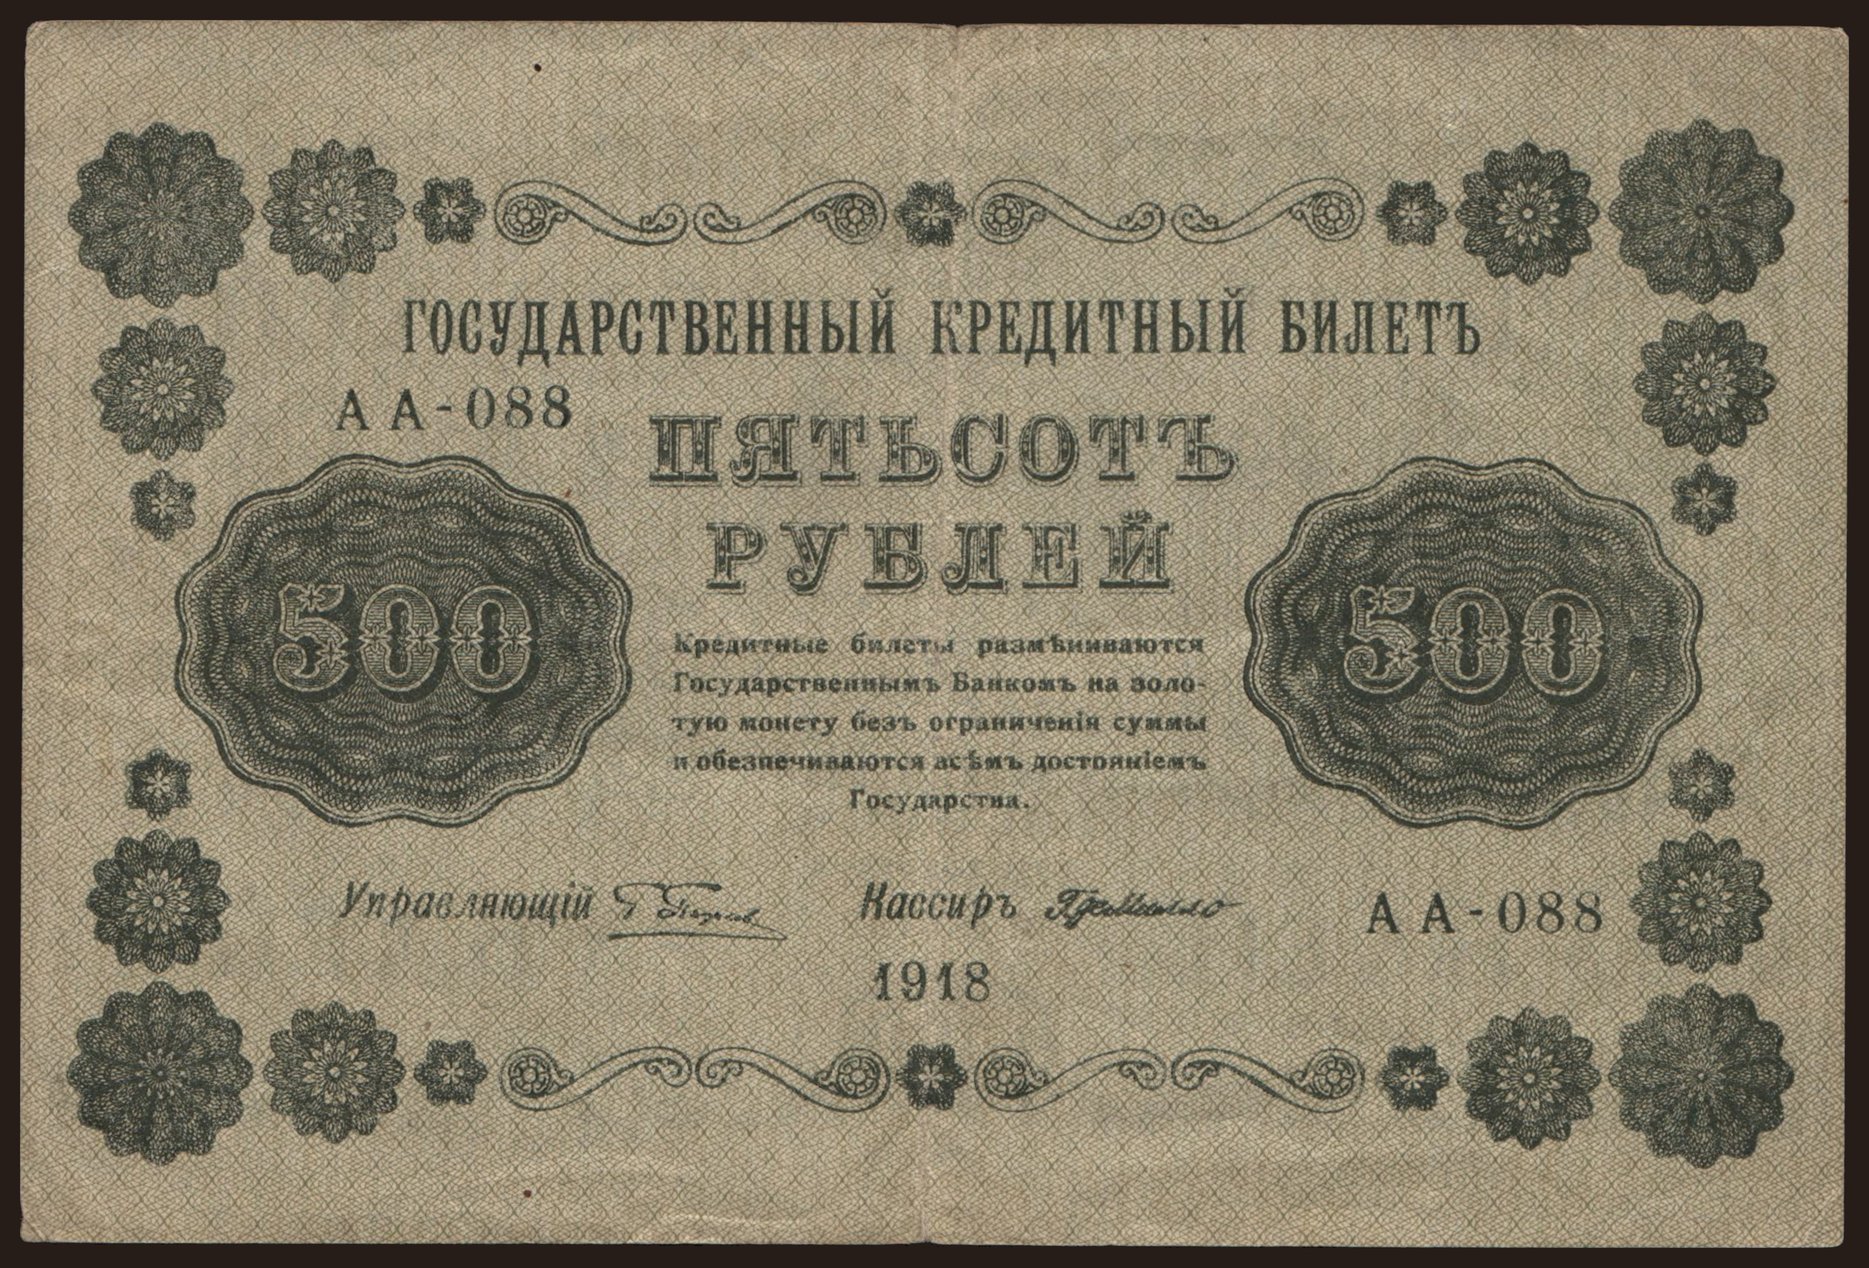 ГОСУДАРСТВЕННЫЙ КРЕДИТНЫЙ БИЛЕТЪ
АА-088
ПЯТЬСОТЪ
РУБЛЕЙ
500
500
Кредитные билеты размѣниваются
Государственнымъ Банкомъ на золо-
тую монету безъ ограниченія суммы
и обезпечиваются всѣмъ достояніемъ
Государства.
Управляющій
Кассиръ
АА-088
1918